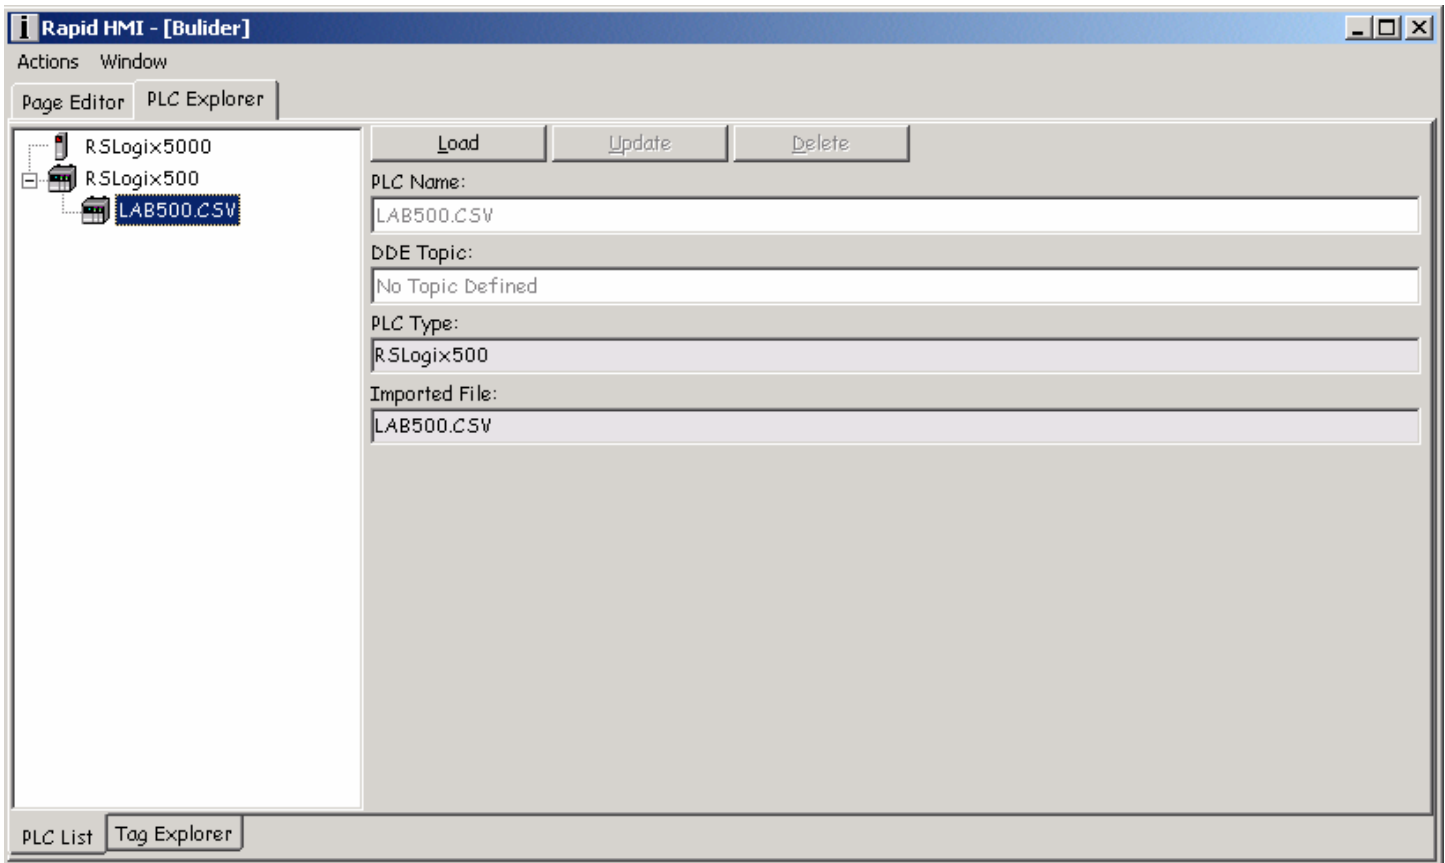 Rapid HMI - [Bulider]
Actions Window
Page Editor PLC Explorer
RSLogix5000
RSLogix500
LAB500.CSV
Load Update Delete
PLC Name:
LAB500.CSV
DDE Topic:
No Topic Defined
PLC Type:
RSLogix500
Imported File:
LAB500.CSV
PLC List Tag Explorer